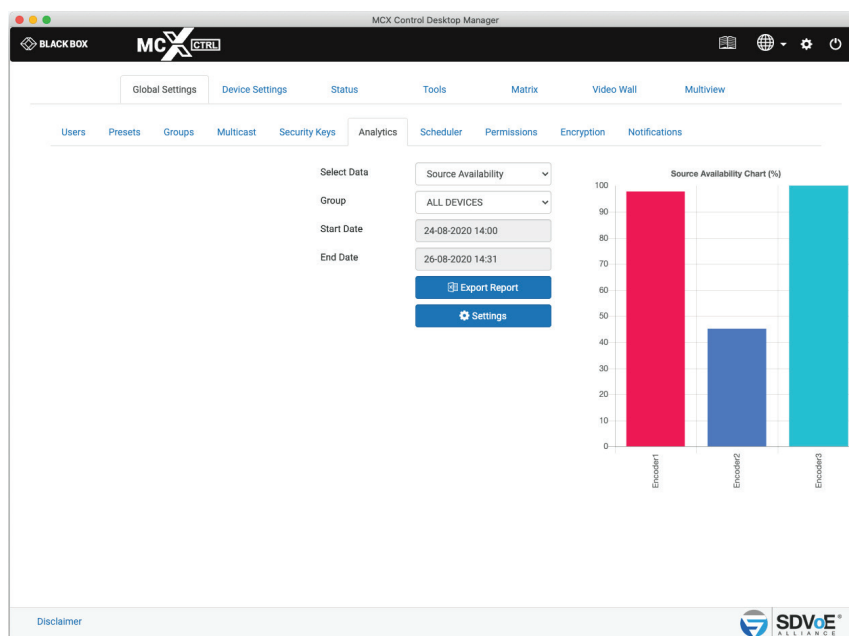 MCX Control Desktop Manager
BLACK BOX
MCX CTRL
Global Settings Device Settings Status Tools Matrix Video Wall Multiview
Users Presets Groups Multicast Security Keys Analytics Scheduler Permissions Encryption Notifications
Select Data Source Availability
Group ALL DEVICES
Start Date 24-08-2020 14:00
End Date 26-08-2020 14:31
Export Report
Settings
Source Availability Chart (%)
100
90
80
70
60
50
40
30
20
10
0
Encoder1
Encoder2
Encoder3
Disclaimer
SDVoE
ALLIANCE